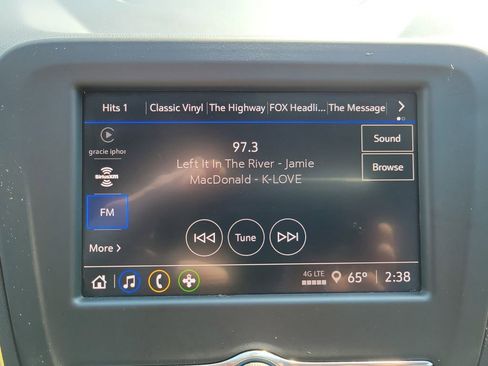 Hits 1 Classic Vinyl The Highway FOX Headli... The Message
gracie iphor
SiriusXM
FM
More
97.3
Left It In The River - Jamie
MacDonald - K-LOVE
Tune
Sound
Browse
4G LTE
65° 2:38